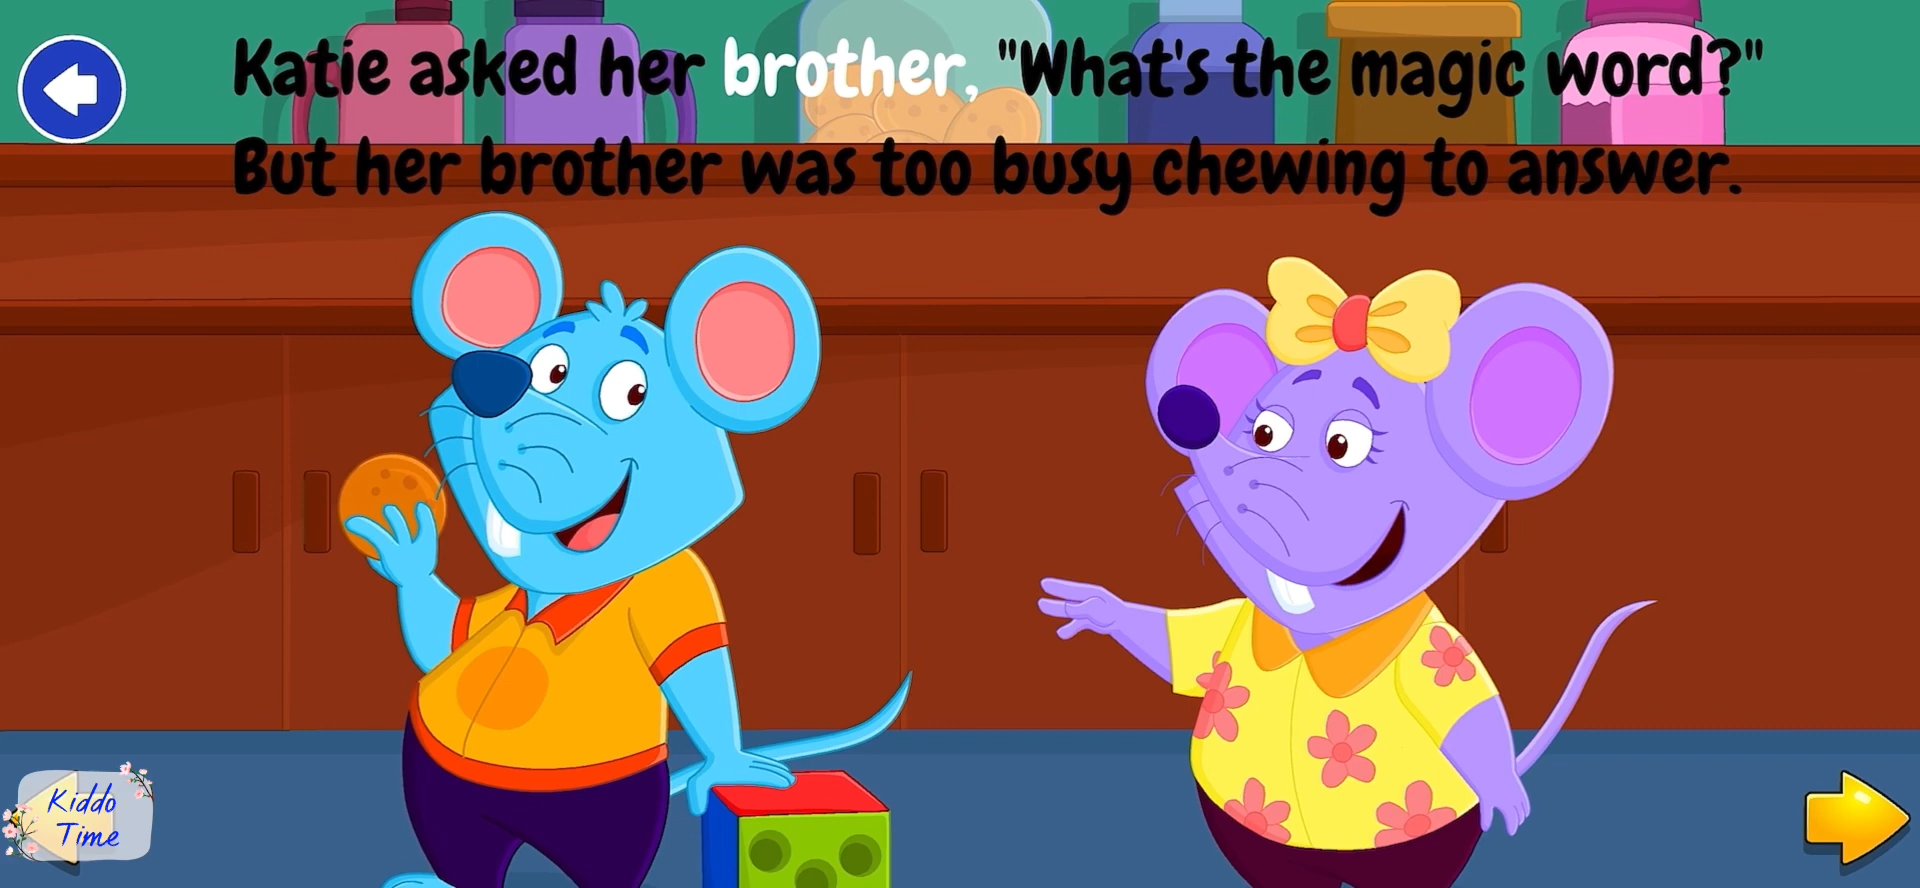 Katie asked her brother, "What's the magic word?"
But her brother was too busy chewing to answer.
Kiddo
Time